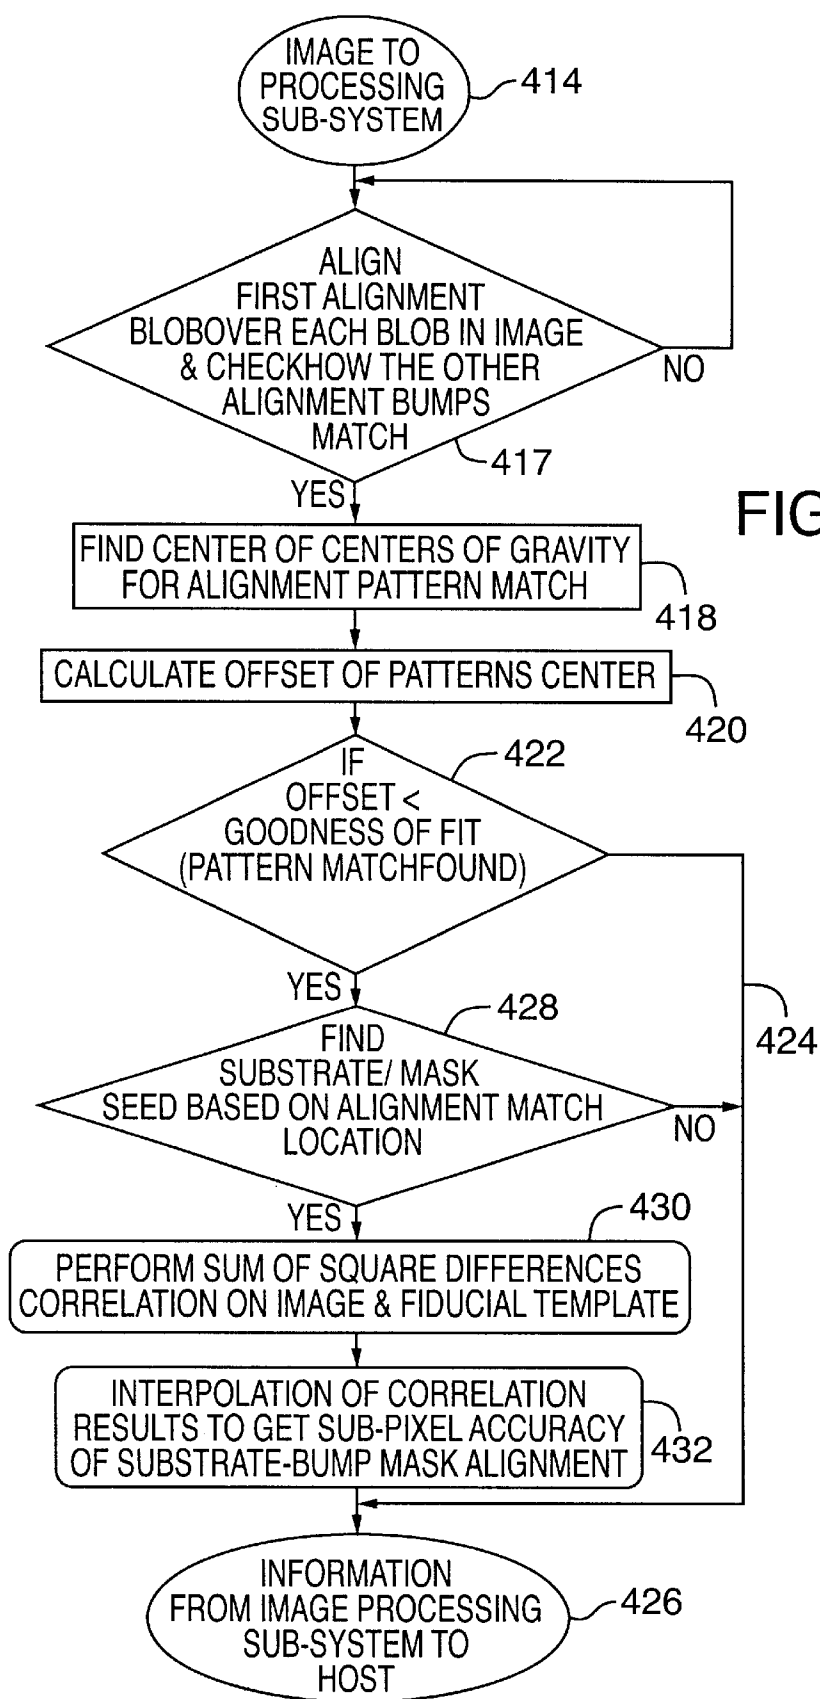 IMAGE TO
PROCESSING
SUB-SYSTEM
414
ALIGN
FIRST ALIGNMENT
BLOBOVER EACH BLOB IN IMAGE
& CHECKHOW THE OTHER
ALIGNMENT BUMPS
MATCH
NO
417
YES
FIG
FIND CENTER OF CENTERS OF GRAVITY
FOR ALIGNMENT PATTERN MATCH
418
CALCULATE OFFSET OF PATTERNS CENTER
420
IF
OFFSET <
GOODNESS OF FIT
(PATTERN MATCHFOUND)
422
YES
424
FIND
SUBSTRATE/ MASK
SEED BASED ON ALIGNMENT MATCH
LOCATION
428
NO
YES
430
PERFORM SUM OF SQUARE DIFFERENCES
CORRELATION ON IMAGE & FIDUCIAL TEMPLATE
INTERPOLATION OF CORRELATION
RESULTS TO GET SUB-PIXEL ACCURACY
OF SUBSTRATE-BUMP MASK ALIGNMENT
432
INFORMATION
FROM IMAGE PROCESSING
SUB-SYSTEM TO
HOST
426